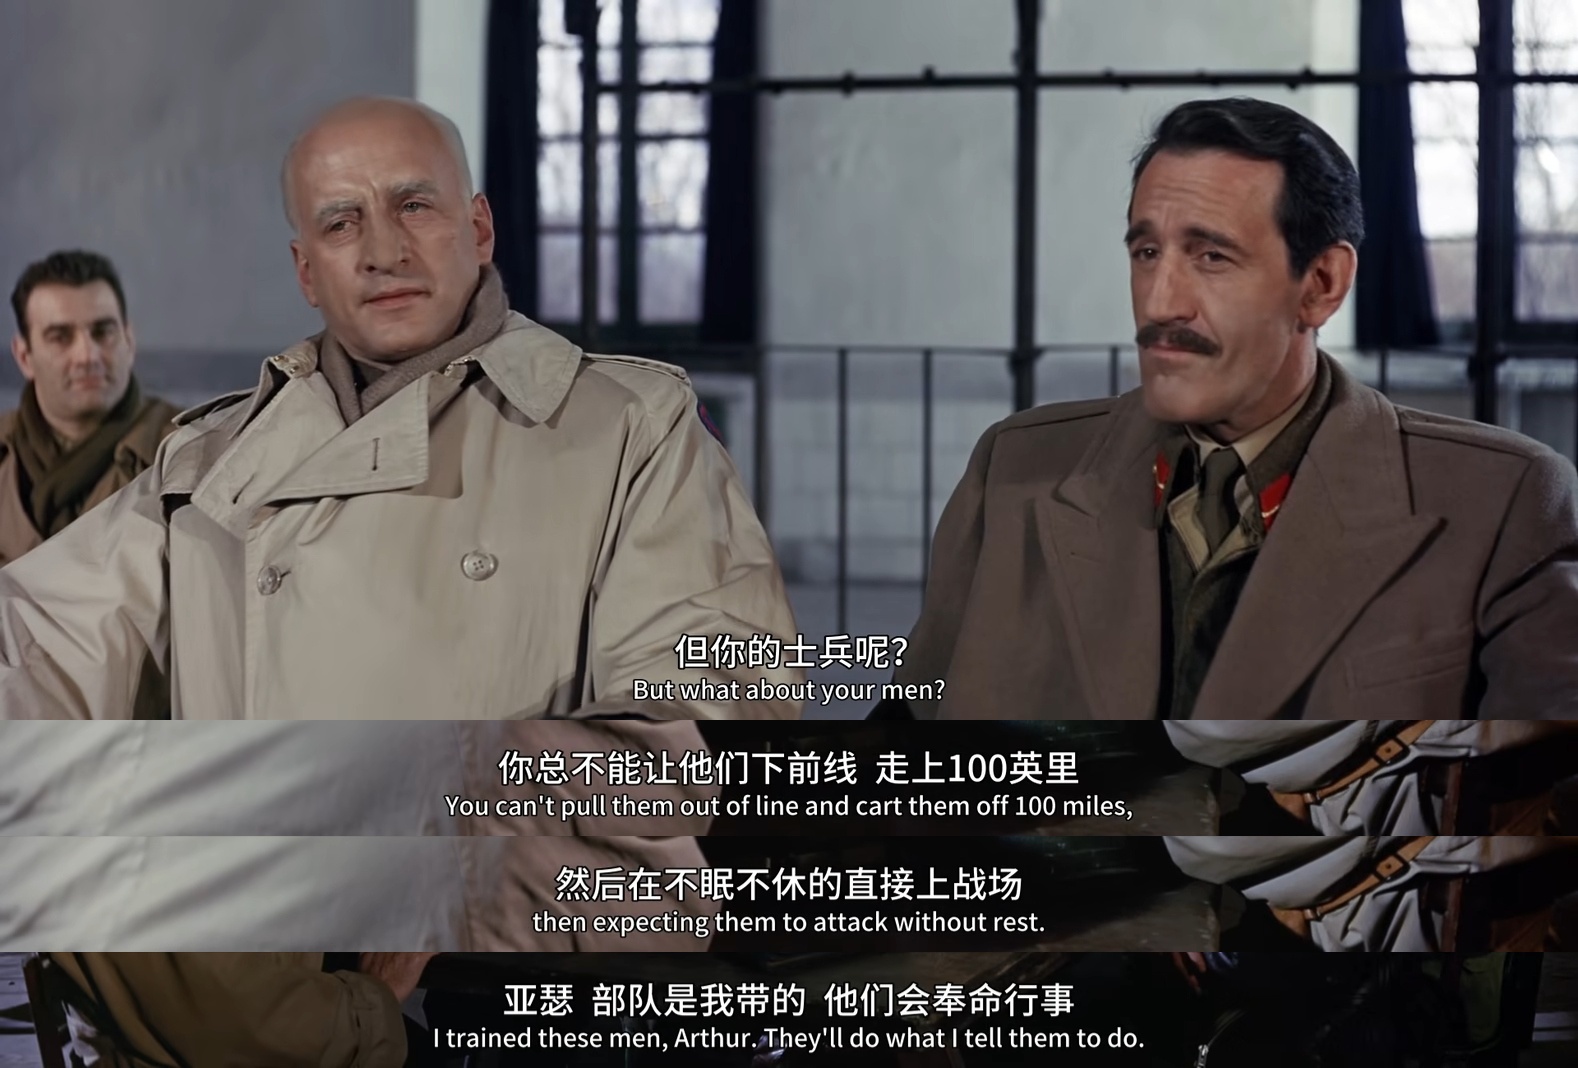 但你的士兵呢?
But what about your men?
你总不能让他们下前线 走上100英里
You can't pull them out of line and cart them off 100 miles,
然后在不眠不休的直接上战场
then expecting them to attack without rest.
亚瑟 部队是我带的 他们会奉命行事
I trained these men, Arthur. They'll do what I tell them to do.